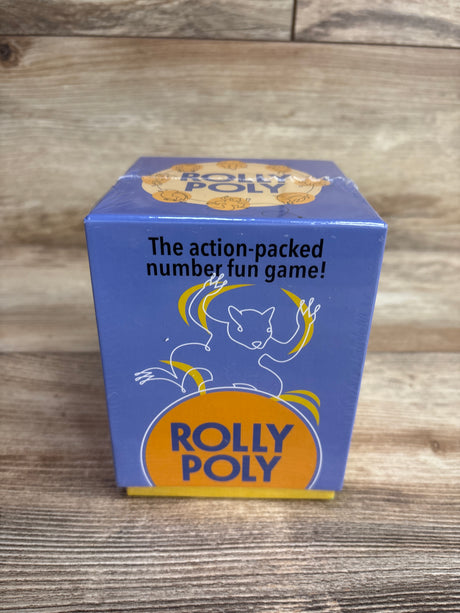 ROLLY
POLY
The action-packed
number fun game!
ROLLY
POLY